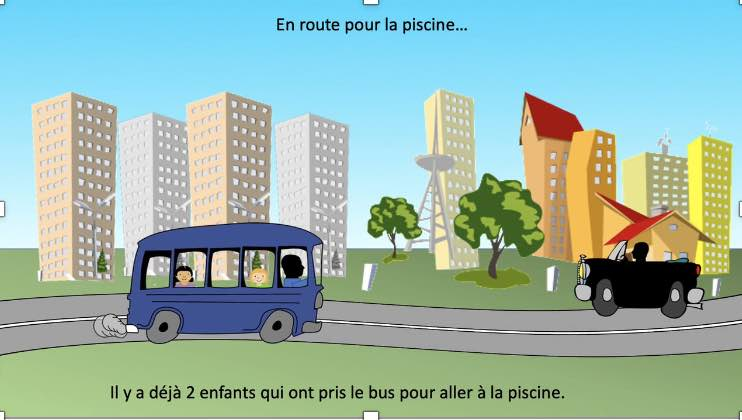 En route pour la piscine…
Il y a déjà 2 enfants qui ont pris le bus pour aller à la piscine.